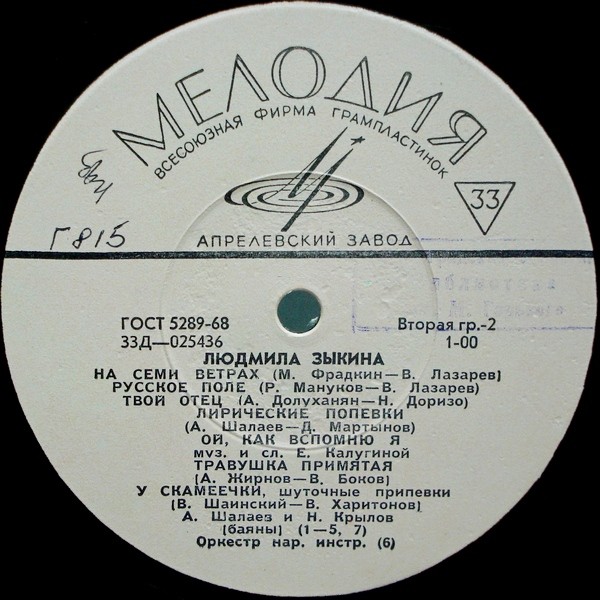 МЕЛОДИЯ
ВСЕСОЮЗНАЯ ФИРМА ГРАМПЛАСТИНОК
33
Г815
АПРЕЛЕВСКИЙ ЗАВОД
ГОСТ 5289-68
Вторая гр.-2
33Д—025436
1-00
ЛЮДМИЛА ЗЫКИНА
НА СЕМИ ВЕТРАХ (М. Фрадкин—В. Лазарев)
РУССКОЕ ПОЛЕ (Р. Мануков—В. Лазарев)
ТВОЙ ОТЕЦ (А. Долуханян—Н. Доризо)
ЛИРИЧЕСКИЕ ПОПЕВКИ
(А. Шалаев—Д. Мартынов)
ОЙ, КАК ВСПОМНЮ Я
муз. и сл. Е. Калугиной
ТРАВУШКА ПРИМЯТАЯ
(А. Жирнов—В. Боков)
У СКАМЕЕЧКИ, шуточные припевки
(В. Шаинский—В. Харитонов)
А. Шалаев и Н. Крылов
(баяны) (1—5, 7)
Оркестр нар. инстр. (6)